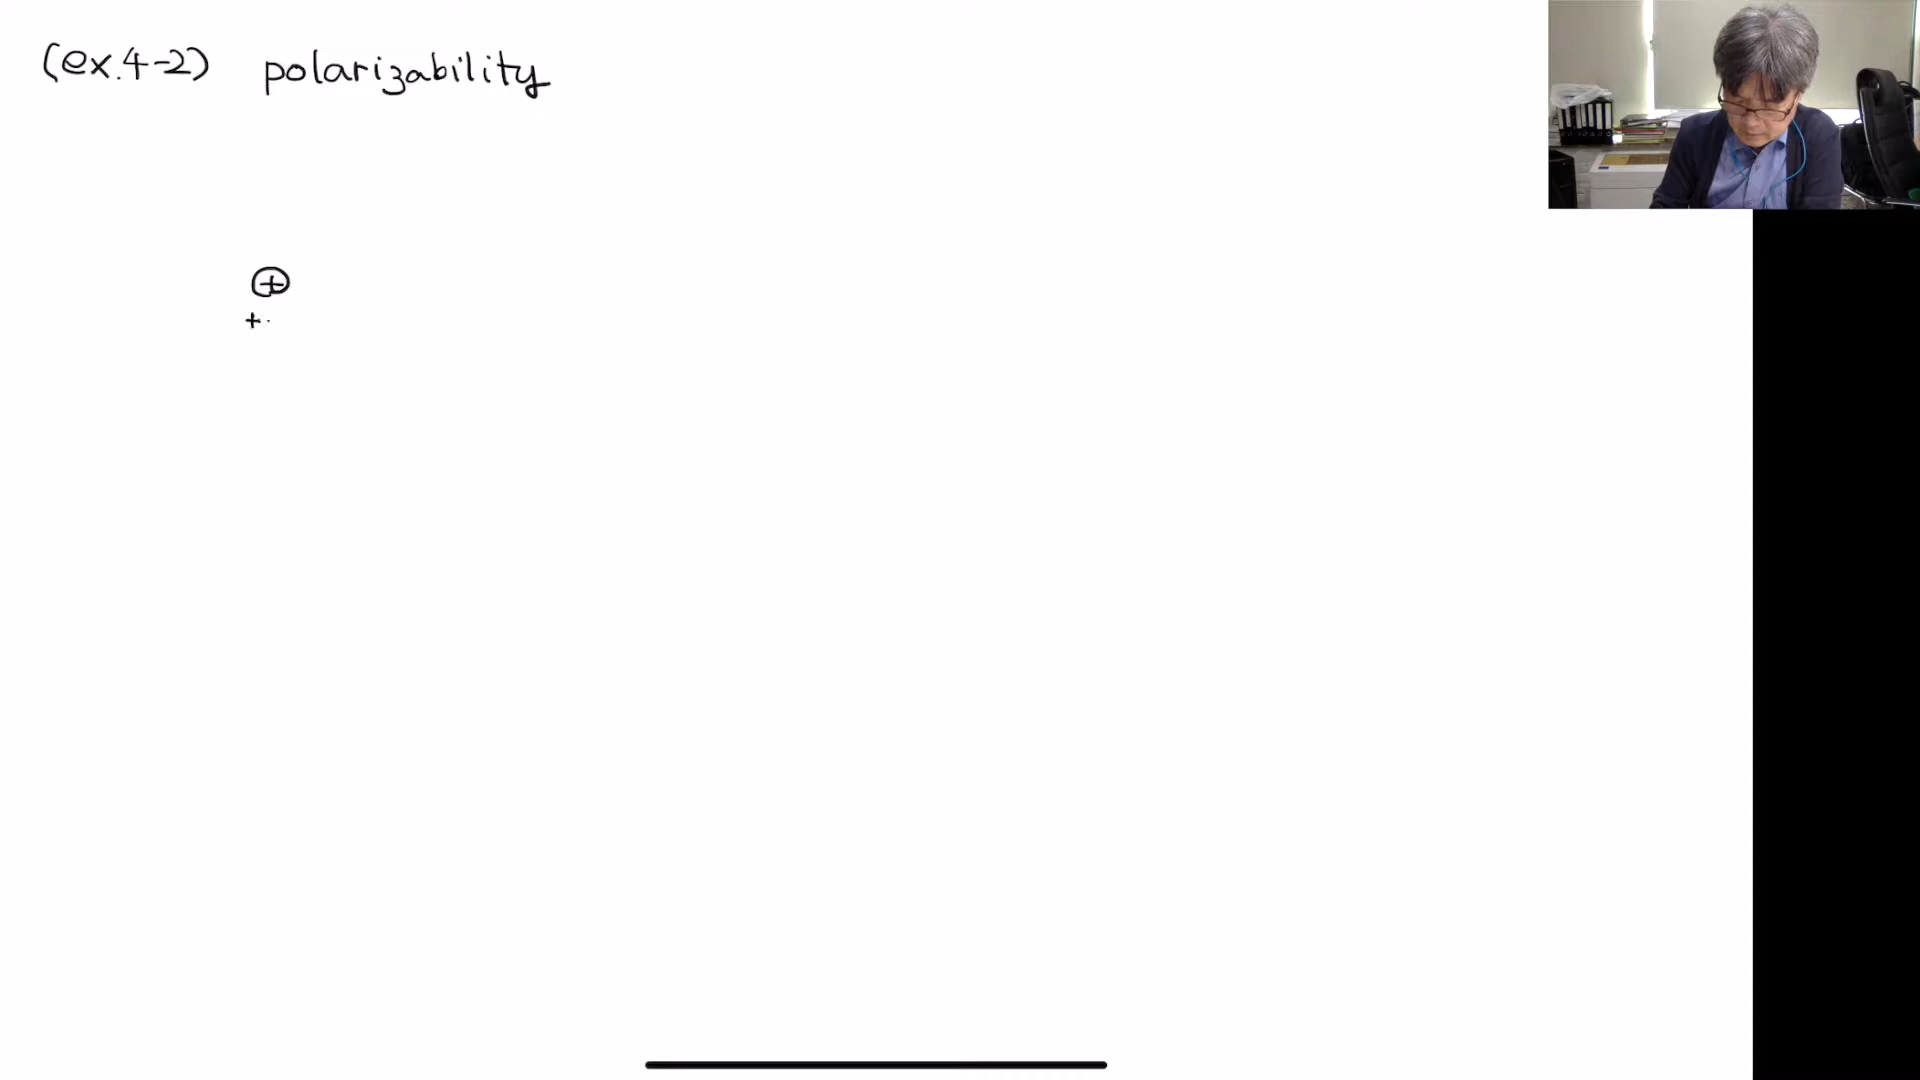 (ex.4-2) polarizability
⊕
+